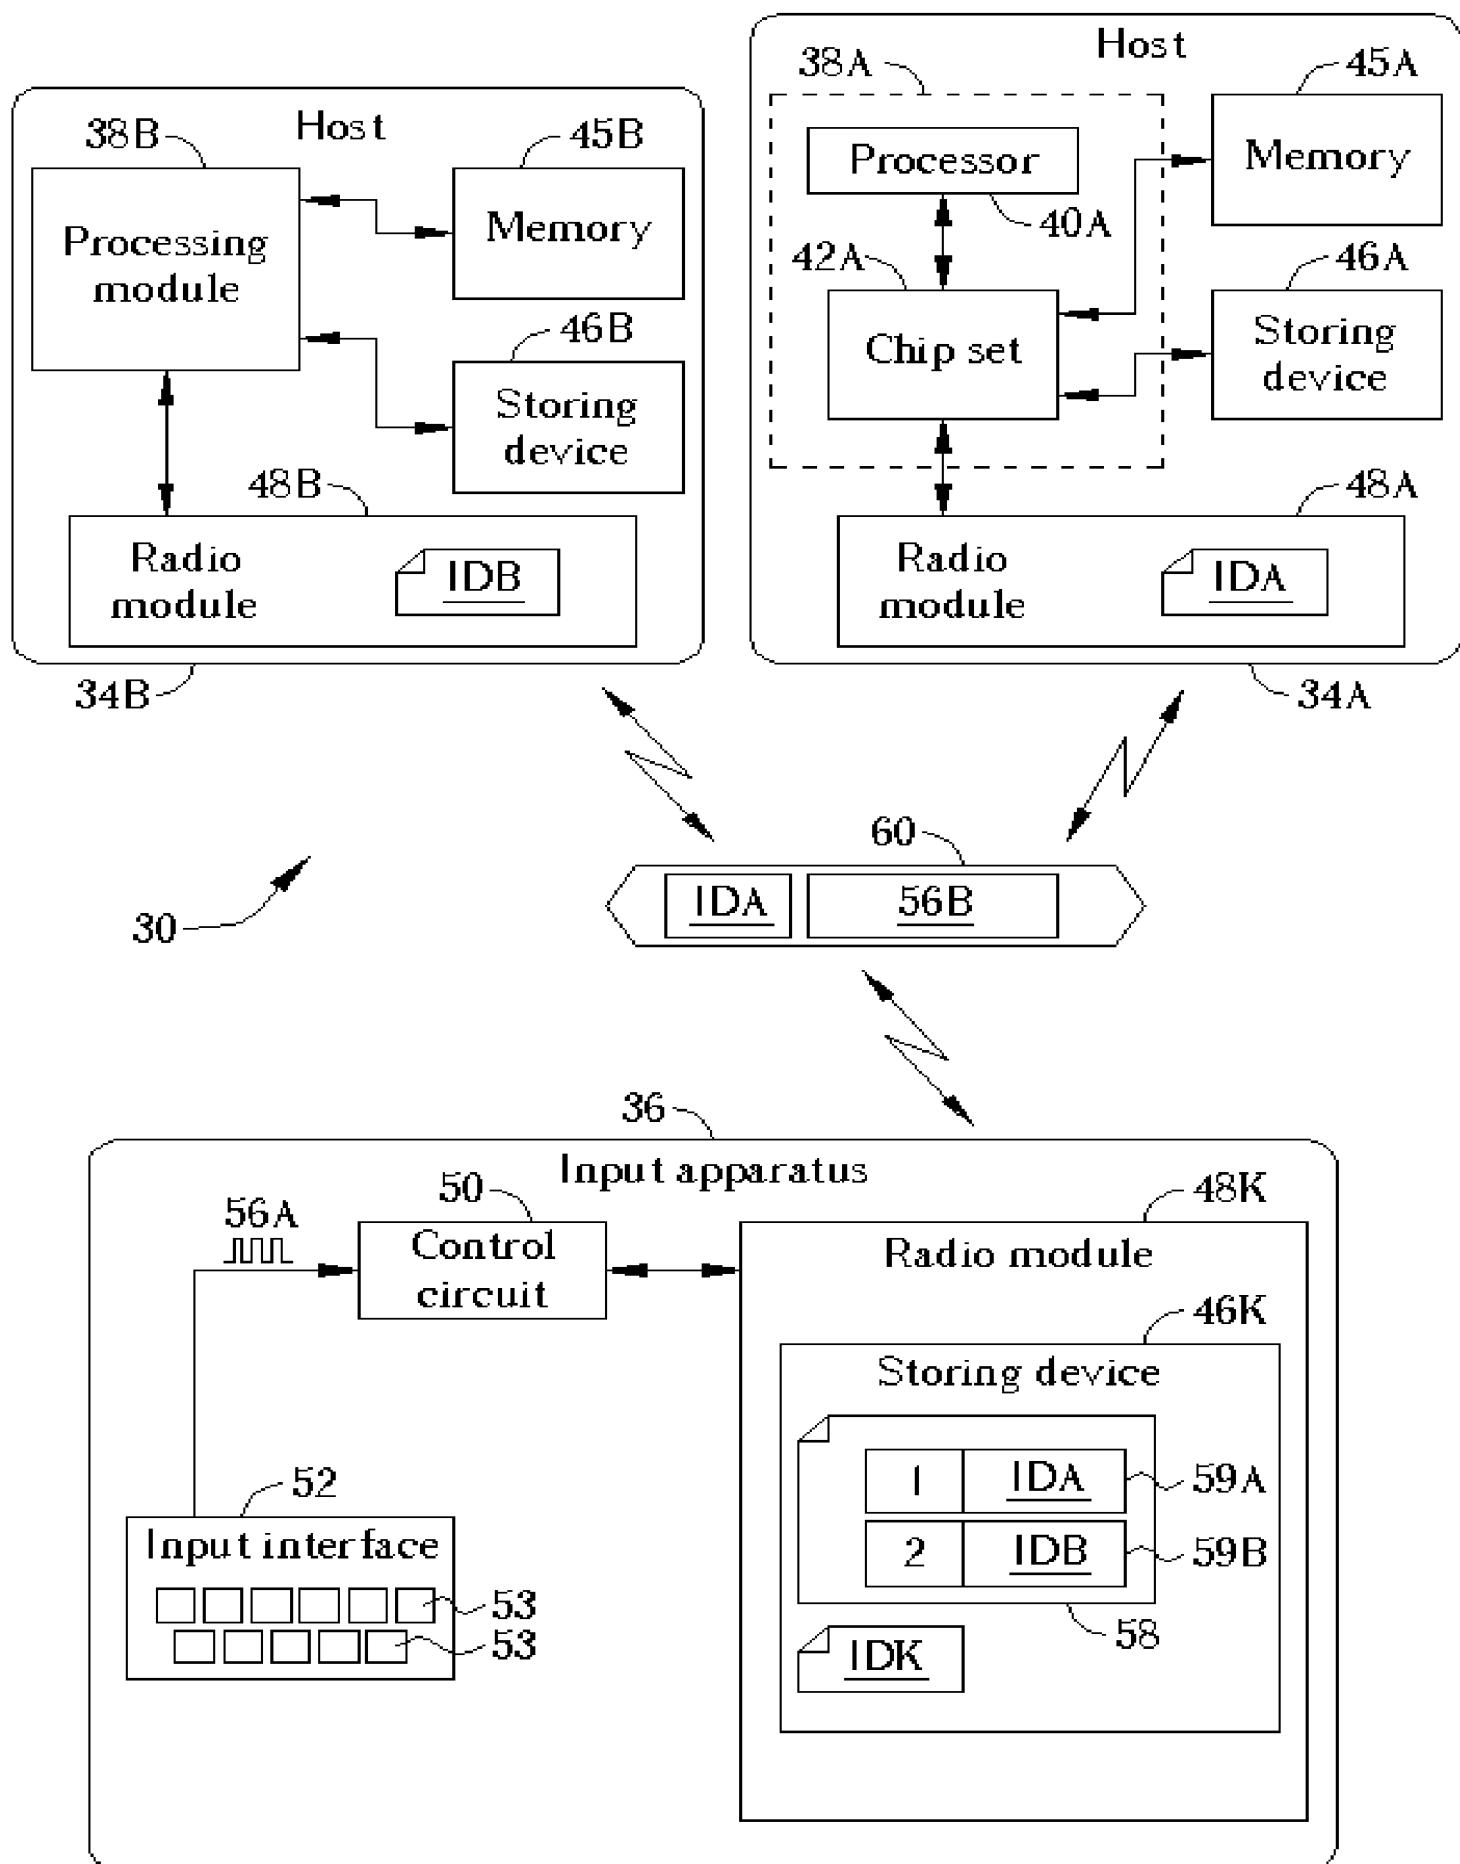 Host
38B
45B
Processing
module
Memory
46B
Storing
device
48B
Radio
module
IDB
34B
Host
38A
45A
Processor
Memory
40A
42A
46A
Chip set
Storing
device
48A
Radio
module
IDA
34A
60
IDA
56B
30
36
Input apparatus
56A
50
48K
Control
circuit
Radio module
46K
Storing device
1
IDA
59A
2
IDB
59B
58
IDK
52
Input interface
53
53